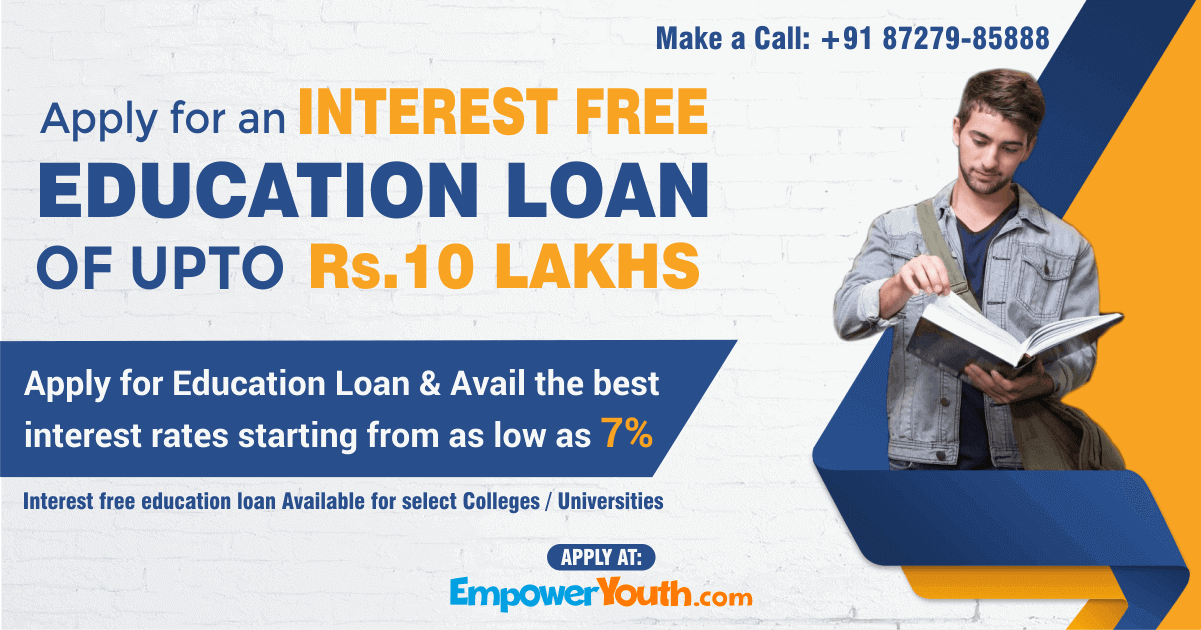 Make a Call: +91 87279-85888
Apply for an INTEREST FREE
EDUCATION LOAN
OF UPTO Rs.10 LAKHS
Apply for Education Loan & Avail the best
interest rates starting from as low as 7%
Interest free education loan Available for select Colleges / Universities
APPLY AT:
EmpowerYouth.com